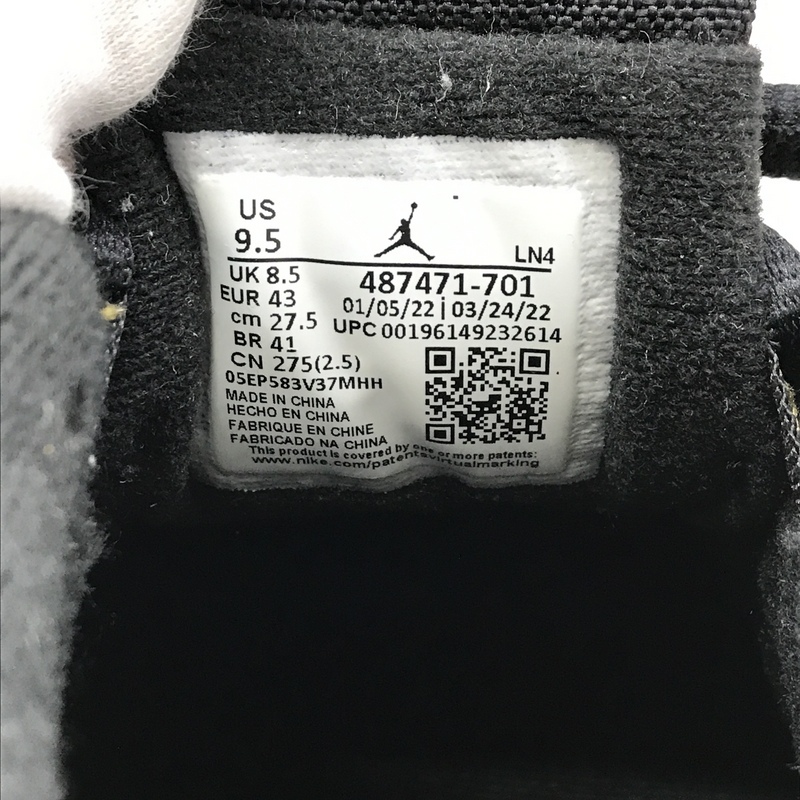 US
9.5
LN4
UK 8.5
487471-701
EUR 43
01/05/22 | 03/24/22
cm 27.5
UPC 00196149232614
BR 41
CN 275(2.5)
05EP583V37MHH
MADE IN CHINA
HECHO EN CHINA
FABRIQUE EN CHINE
FABRICADO NA CHINA
This product is covered by one or more patents:
www.nike.com/patentsvirtualmarking